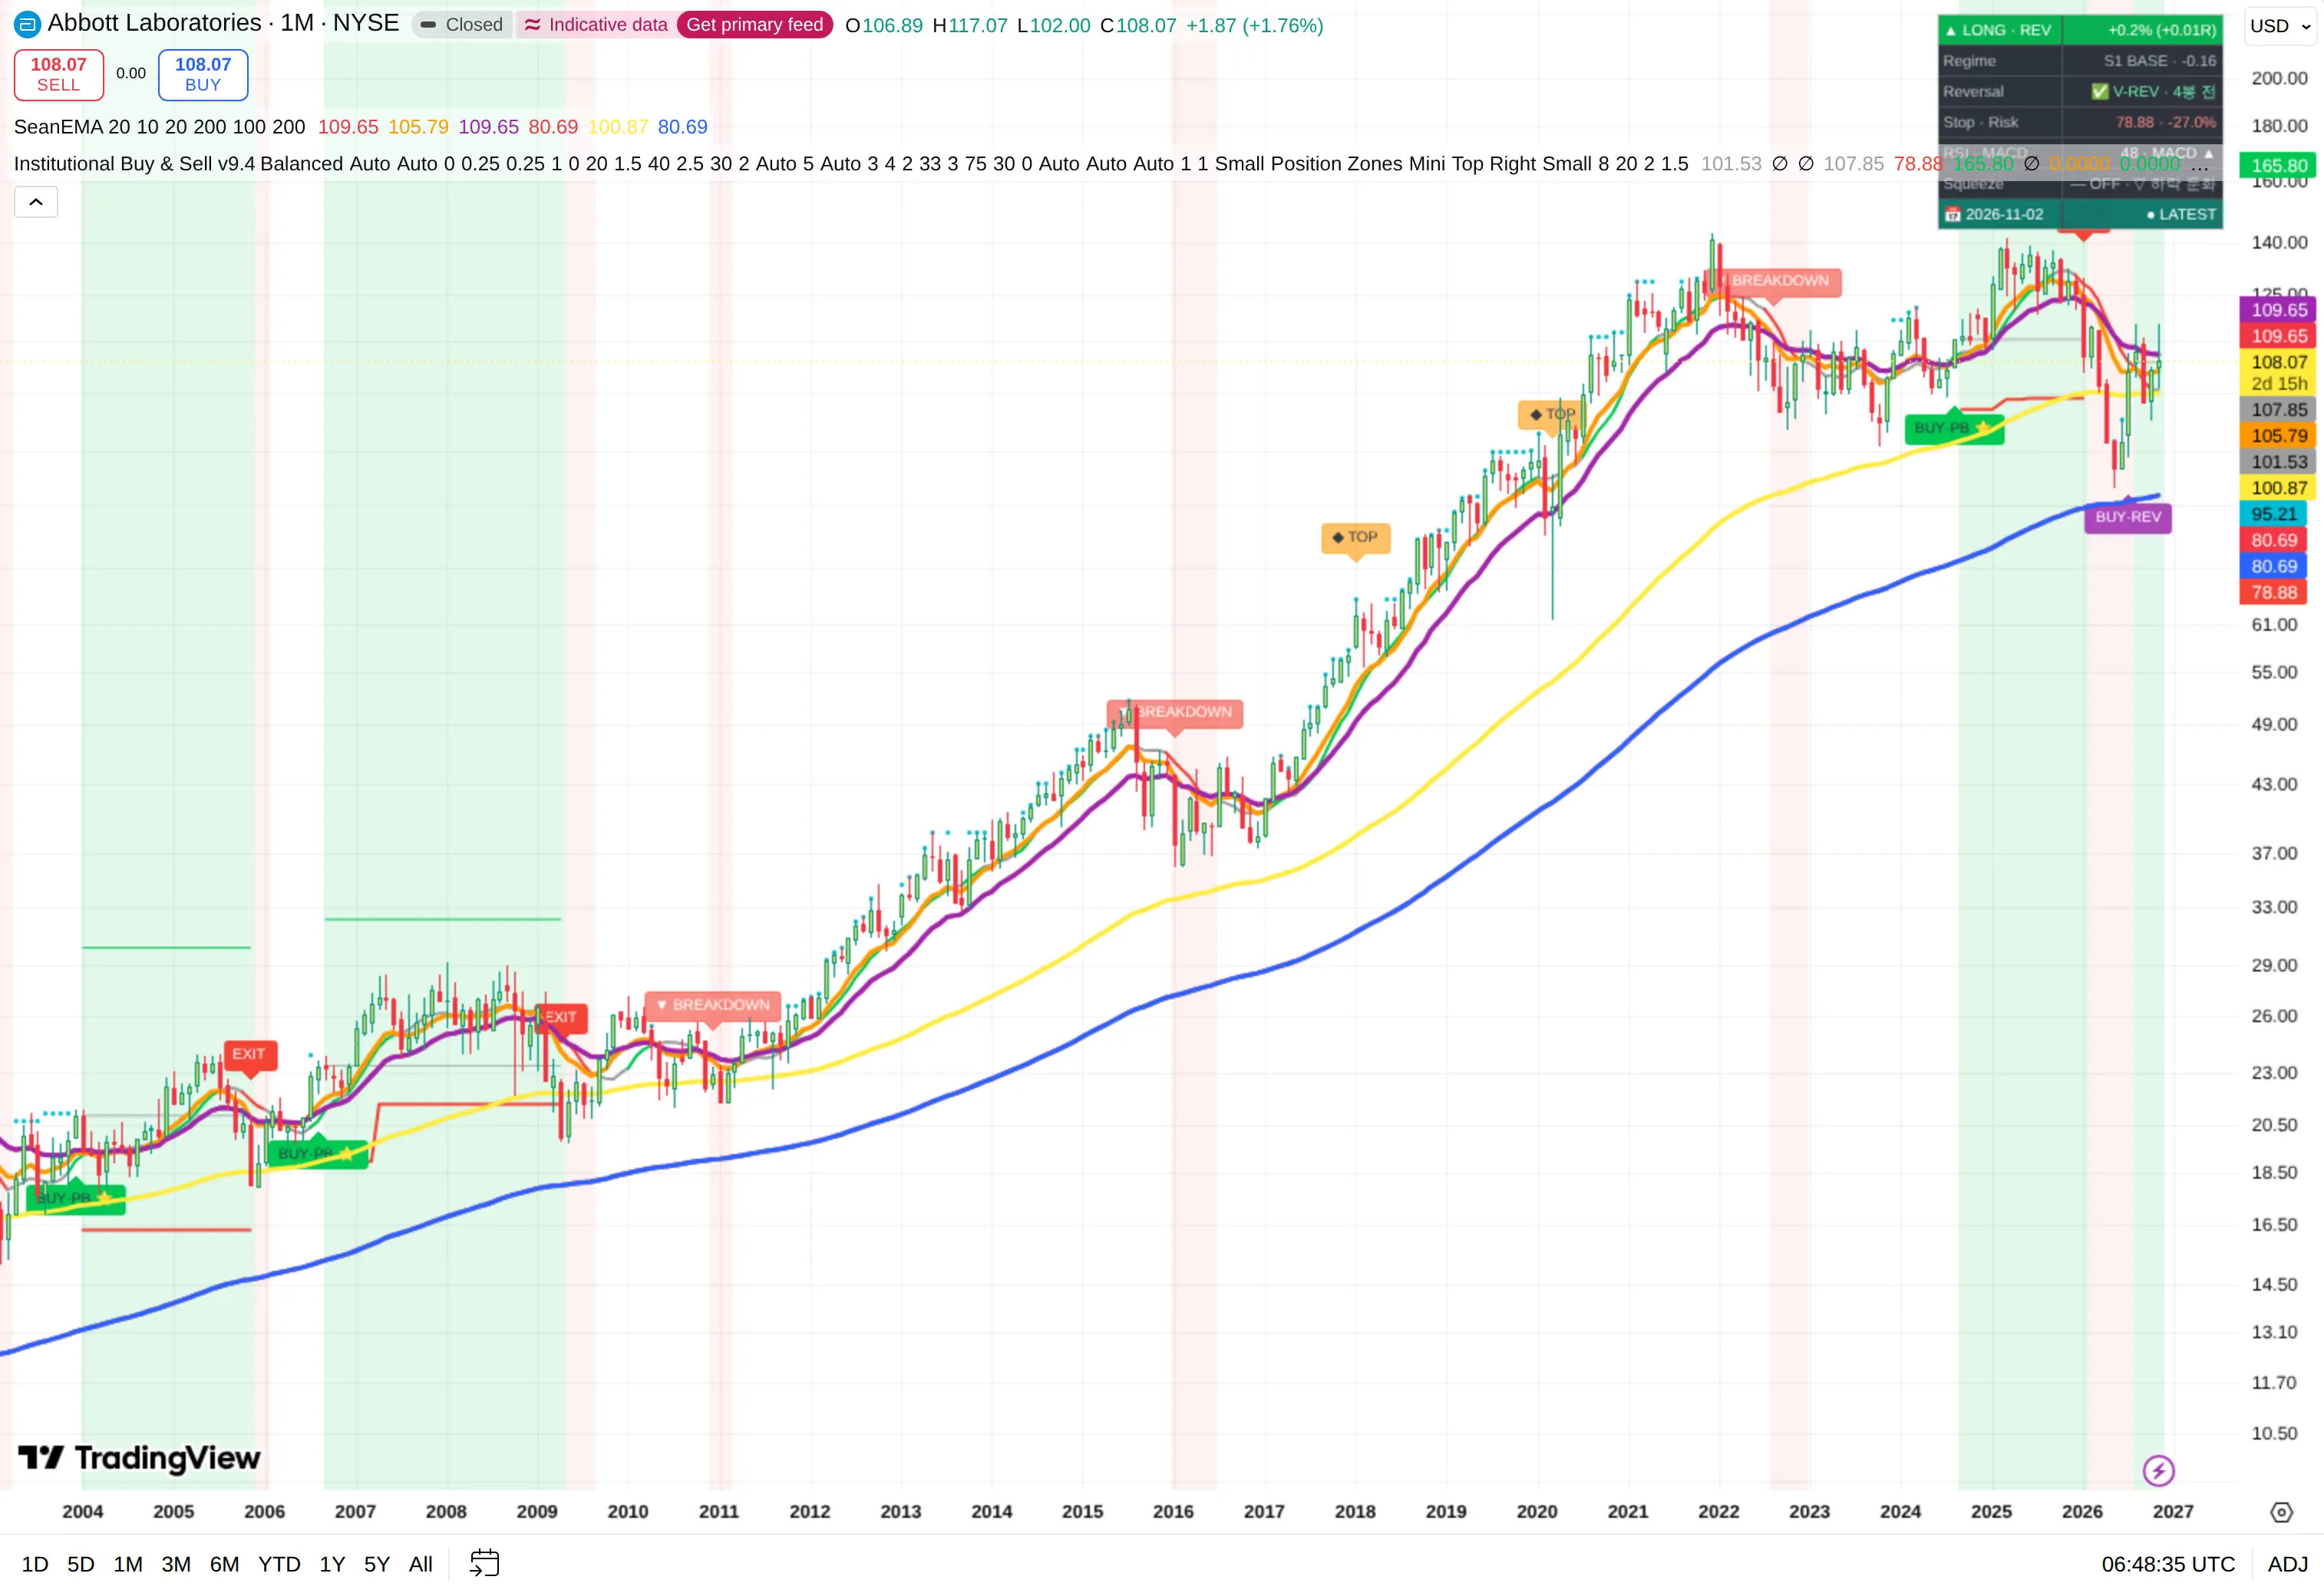 Abbott Laboratories · 1M · NYSE Closed Indicative data Get primary feed O106.89 H117.07 L102.00 C108.07 +1.87 (+1.76%)
108.07 SELL 0.00 108.07 BUY
SeanEMA 20 10 20 200 100 200 109.65 105.79 109.65 80.69 100.87 80.69
Institutional Buy & Sell v9.4 Balanced Auto Auto 0 0.25 0.25 1 0 20 1.5 40 2.5 30 2 Auto 5 Auto 3 4 2 33 3 75 30 0 Auto Auto Auto 1 1 Small Position Zones Mini Top Right Small 8 20 2 1.5 101.53 ∅ ∅ 107.85 78.88 165.80 ∅ 0.0000 0.0000 …
▲ LONG · REV +0.2% (+0.01R)
Regime S1 BASE · -0.16
Reversal ✅ V-REV · 4봉 전
Stop · Risk 78.88 · -27.0%
RSI · MACD 48 · MACD ▲
Squeeze — OFF · ▽ 하락 둔화
📅 2026-11-02 ● LATEST
USD
200.00
180.00
165.80
160.00
140.00
125.00
109.65
109.65
108.07
2d 15h
107.85
105.79
101.53
100.87
95.21
80.69
80.69
78.88
61.00
55.00
49.00
43.00
37.00
33.00
29.00
26.00
23.00
20.50
18.50
16.50
14.50
13.10
11.70
10.50
BREAKDOWN
◆ TOP
BUY-PB ⭐
BUY-REV
◆ TOP
BREAKDOWN
▼ BREAKDOWN
EXIT
EXIT
BUY-PB ⭐
BUY-PB ⭐
TradingView
2004 2005 2006 2007 2008 2009 2010 2011 2012 2013 2014 2015 2016 2017 2018 2019 2020 2021 2022 2023 2024 2025 2026 2027
1D 5D 1M 3M 6M YTD 1Y 5Y All 06:48:35 UTC ADJ